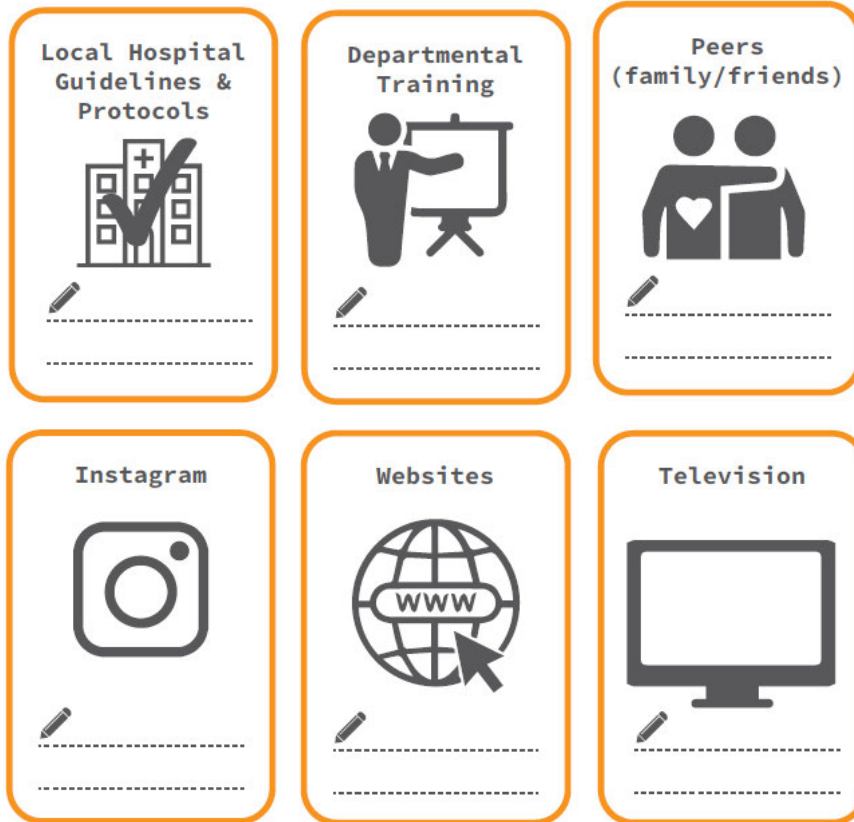 Local Hospital
Guidelines &
Protocols
Departmental
Training
Peers
(family/friends)
Instagram
Websites
WWW
Television